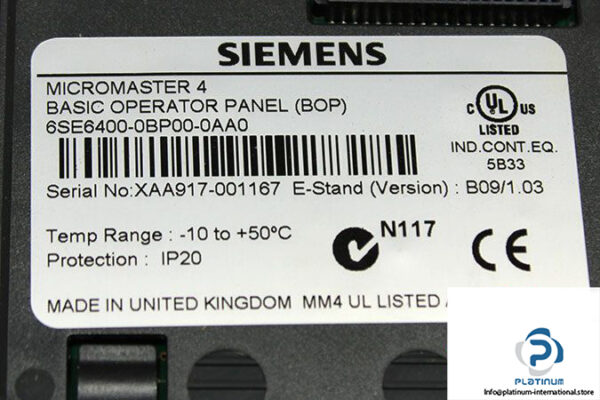 SIEMENS
MICROMASTER 4
BASIC OPERATOR PANEL (BOP)
6SE6400-0BP00-0AA0
C UL US
LISTED
IND.CONT.EQ.
5B33
Serial No:XAA917-001167 E-Stand (Version) : B09/1.03
Temp Range : -10 to +50°C
Protection : IP20
N117
CE
MADE IN UNITED KINGDOM MM4 UL LISTED
PLATINUM
Info@platinum-international.store